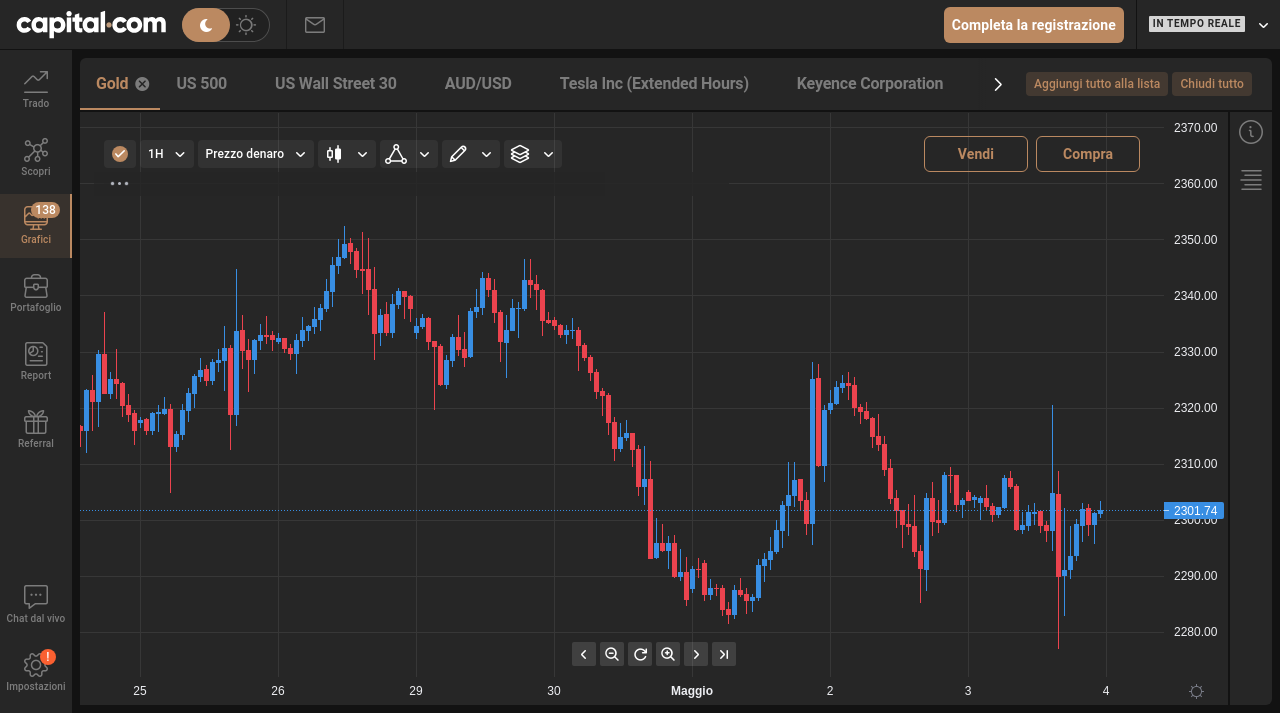 capital.com
Completa la registrazione
IN TEMPO REALE
Gold
US 500
US Wall Street 30
AUD/USD
Tesla Inc (Extended Hours)
Keyence Corporation
Aggiungi tutto alla lista
Chiudi tutto
Trado
Scopri
138
Grafici
Portafoglio
Report
Referral
Chat dal vivo
!
Impostazioni
1H
Prezzo denaro
Vendi
Compra
2370.00
2360.00
2350.00
2340.00
2330.00
2320.00
2310.00
2301.74
2300.00
2290.00
2280.00
25
26
29
30
Maggio
2
3
4